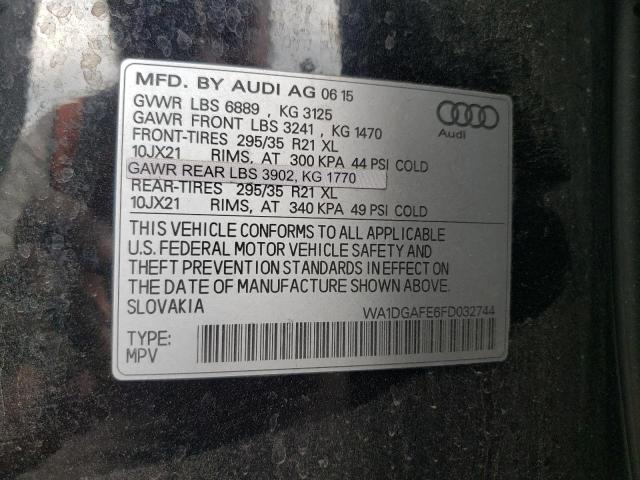 MFD. BY AUDI AG 06 15
GVWR LBS 6889 , KG 3125
GAWR FRONT LBS 3241 , KG 1470
FRONT-TIRES 295/35 R21 XL
10JX21 RIMS, AT 300 KPA 44 PSI COLD
GAWR REAR LBS 3902, KG 1770
REAR-TIRES 295/35 R21 XL
10JX21 RIMS, AT 340 KPA 49 PSI COLD
Audi
THIS VEHICLE CONFORMS TO ALL APPLICABLE
U.S. FEDERAL MOTOR VEHICLE SAFETY AND
THEFT PREVENTION STANDARDS IN EFFECT ON
THE DATE OF MANUFACTURE SHOWN ABOVE.
SLOVAKIA
WA1DGAFE6FD032744
TYPE:
MPV